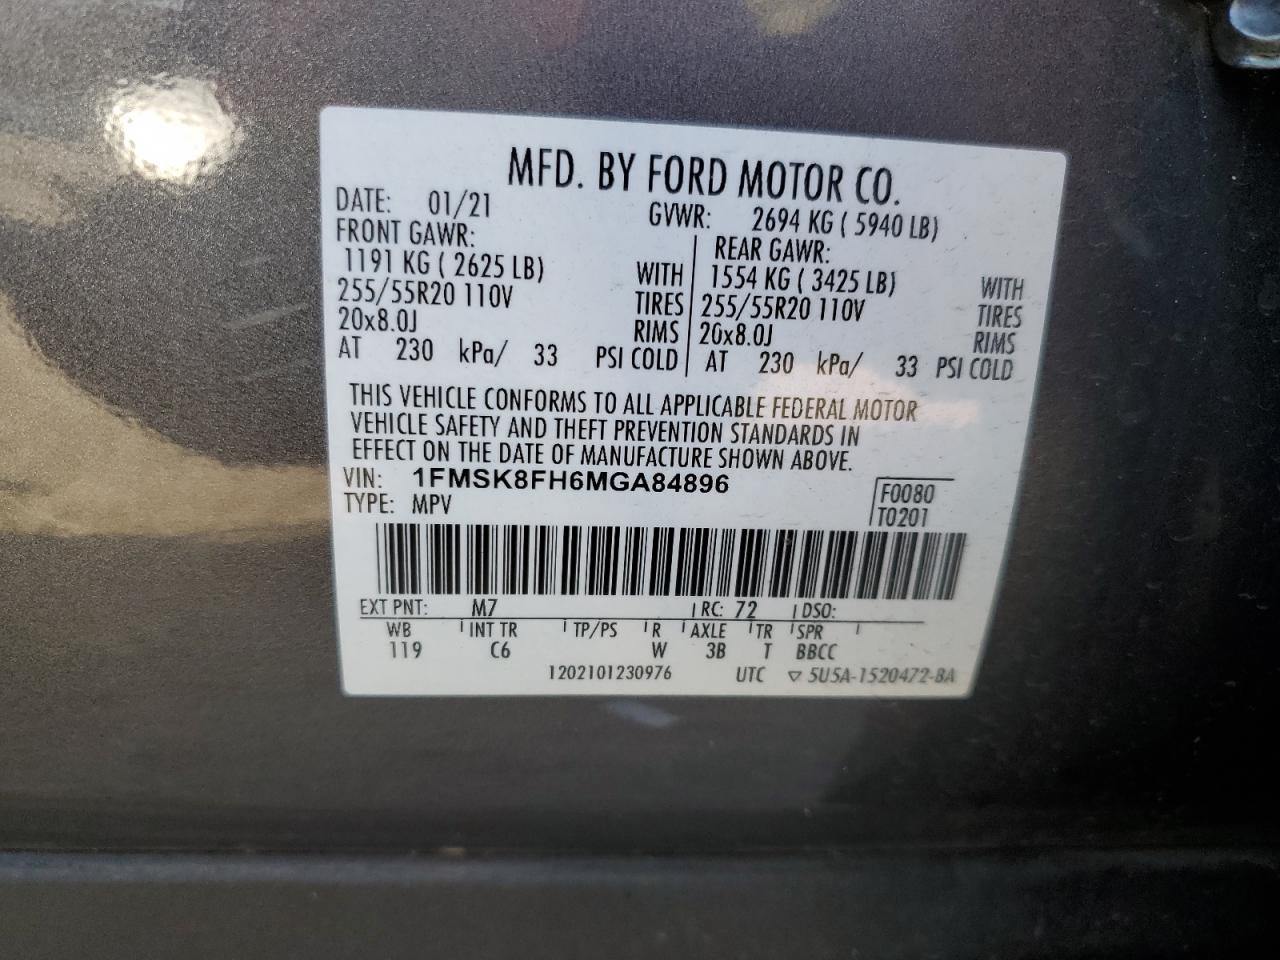 MFD. BY FORD MOTOR CO.
DATE: 01/21 GVWR: 2694 KG ( 5940 LB)
FRONT GAWR: REAR GAWR:
1191 KG ( 2625 LB) WITH 1554 KG ( 3425 LB) WITH
255/55R20 110V TIRES 255/55R20 110V TIRES
20x8.0J RIMS 20x8.0J RIMS
AT 230 kPa/ 33 PSI COLD AT 230 kPa/ 33 PSI COLD
THIS VEHICLE CONFORMS TO ALL APPLICABLE FEDERAL MOTOR
VEHICLE SAFETY AND THEFT PREVENTION STANDARDS IN
EFFECT ON THE DATE OF MANUFACTURE SHOWN ABOVE.
VIN: 1FMSK8FH6MGA84896 F0080
TYPE: MPV T0201
EXT PNT: M7 RC: 72 DSO:
WB INT TR TP/PS R AXLE TR SPR
119 C6 W 3B T BBCC
1202101230976 UTC ▽ 5U5A-1520472-BA